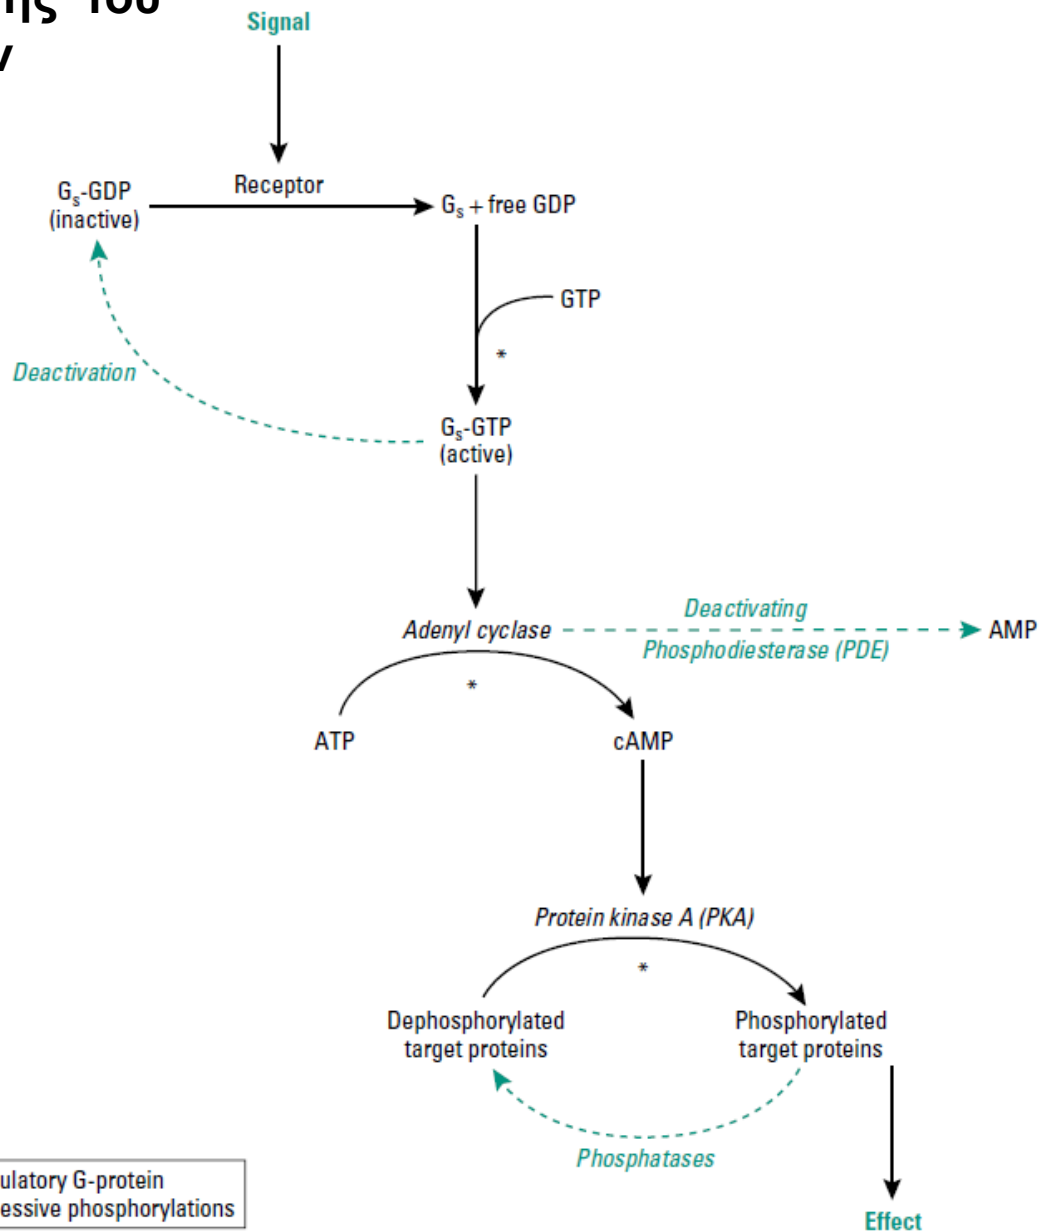 του
Signal
Receptor
Gs-GDP
(inactive)
Gs + free GDP
GTP
*
Deactivation
Gs-GTP
(active)
Deactivating
Adenyl cyclase
AMP
Phosphodiesterase (PDE)
*
ATP
cAMP
Protein kinase A (PKA)
*
Dephosphorylated
target proteins
Phosphorylated
target proteins
Phosphatases
ulatory G-protein
essive phosphorylations
Effect